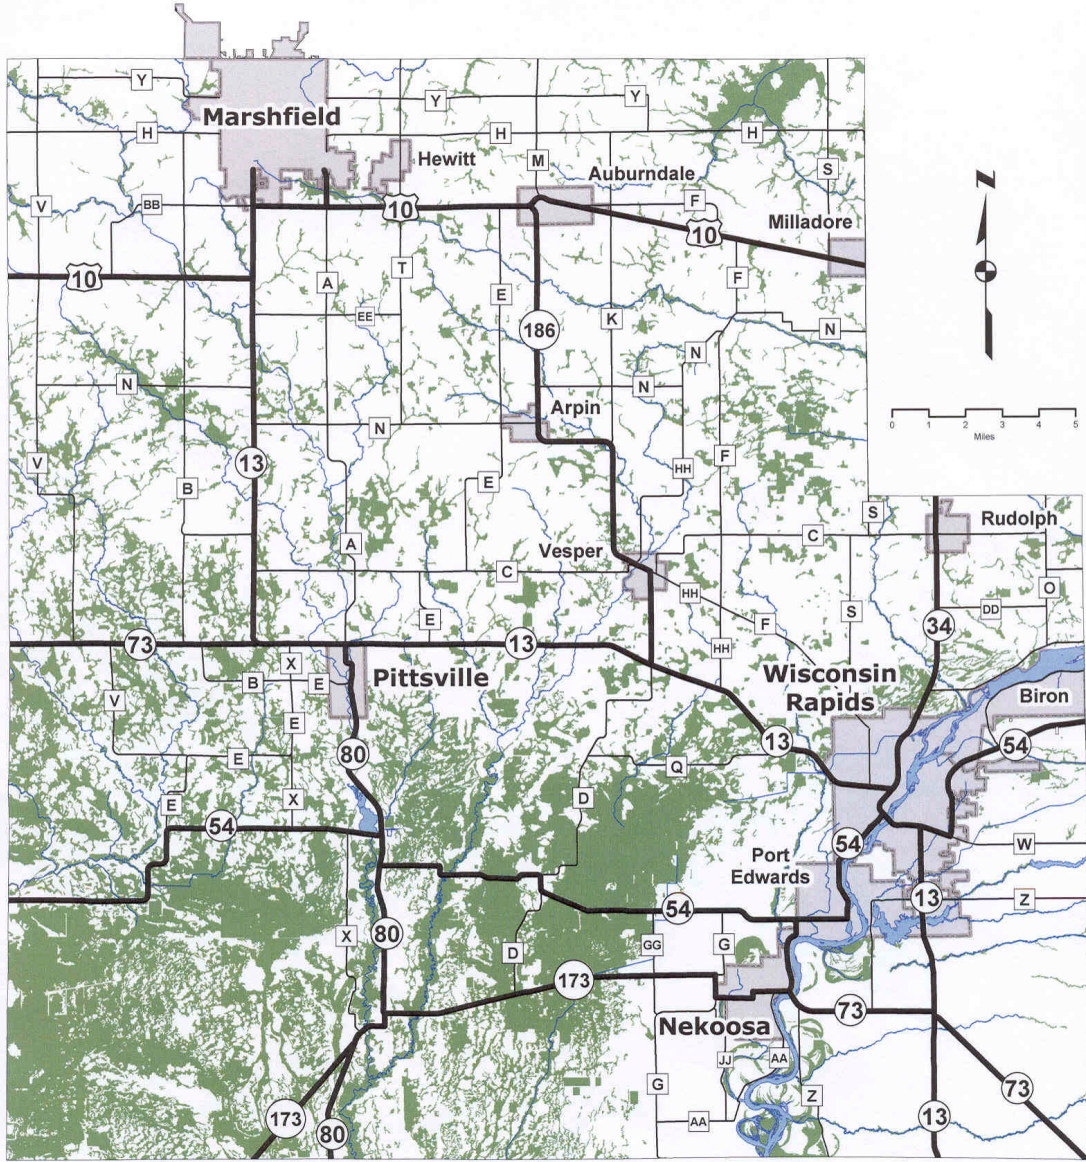 Y
Marshfield
Y
Y
H
H
H
Hewitt
M
Auburndale
S
V
BB
10
F
Milladore
10
10
A
T
E
F
EE
186
K
N
N
N
N
Arpin
N
0 1 2 3 4 5
Miles
V
13
F
HH
B
E
S
Rudolph
A
Vesper
C
C
HH
O
E
S
DD
F
34
73
13
HH
X
Pittsville
B
E
Wisconsin
Rapids
Biron
V
E
13
54
80
E
Q
X
D
E
54
54
W
Port
Edwards
13
Z
54
X
80
GG
G
D
173
73
Nekoosa
JJ
AA
G
Z
73
173
80
AA
13
N